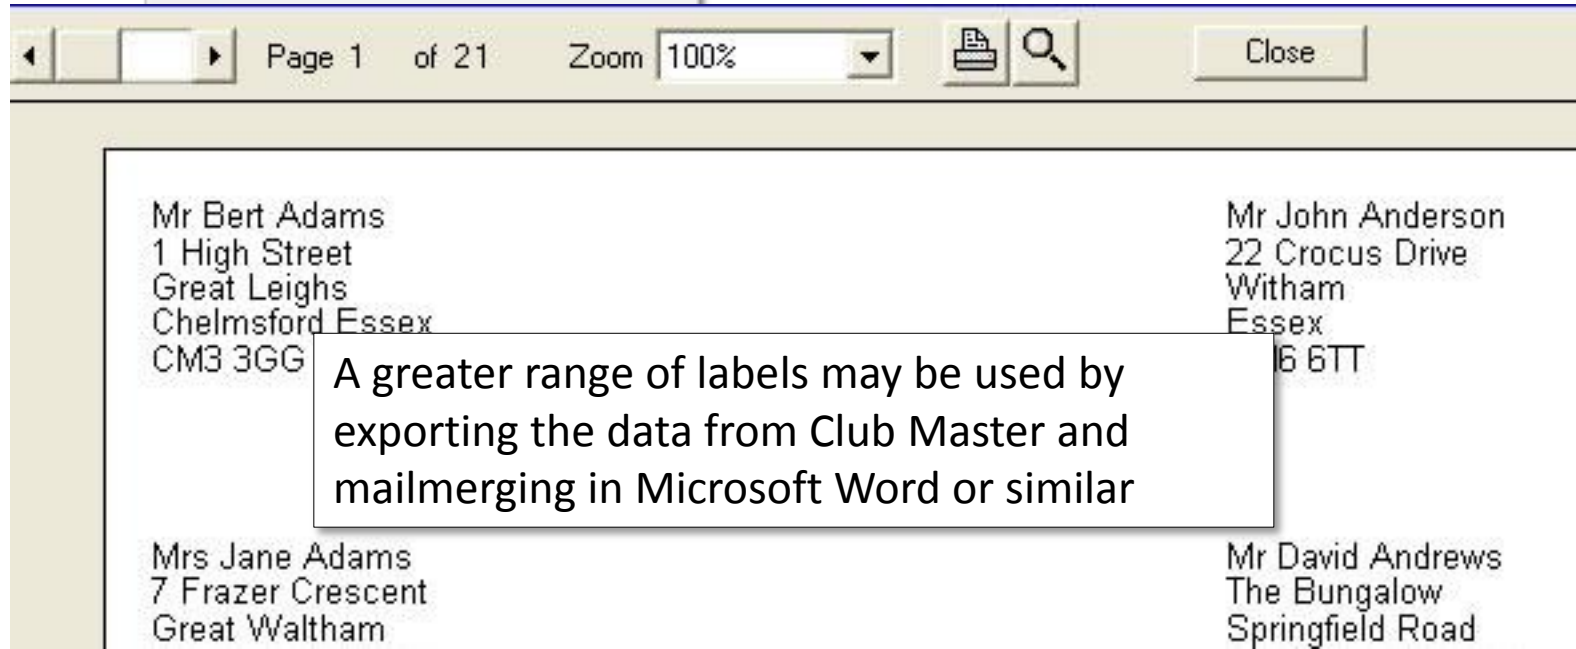 Page 1 of 21 Zoom 100% Close
Mr Bert Adams
1 High Street
Great Leighs
Chelmsford Essex
CM3 3GG
Mr John Anderson
22 Crocus Drive
Witham
Essex
6TT
A greater range of labels may be used by
exporting the data from Club Master and
mailmerging in Microsoft Word or similar
Mrs Jane Adams
7 Frazer Crescent
Great Waltham
Mr David Andrews
The Bungalow
Springfield Road